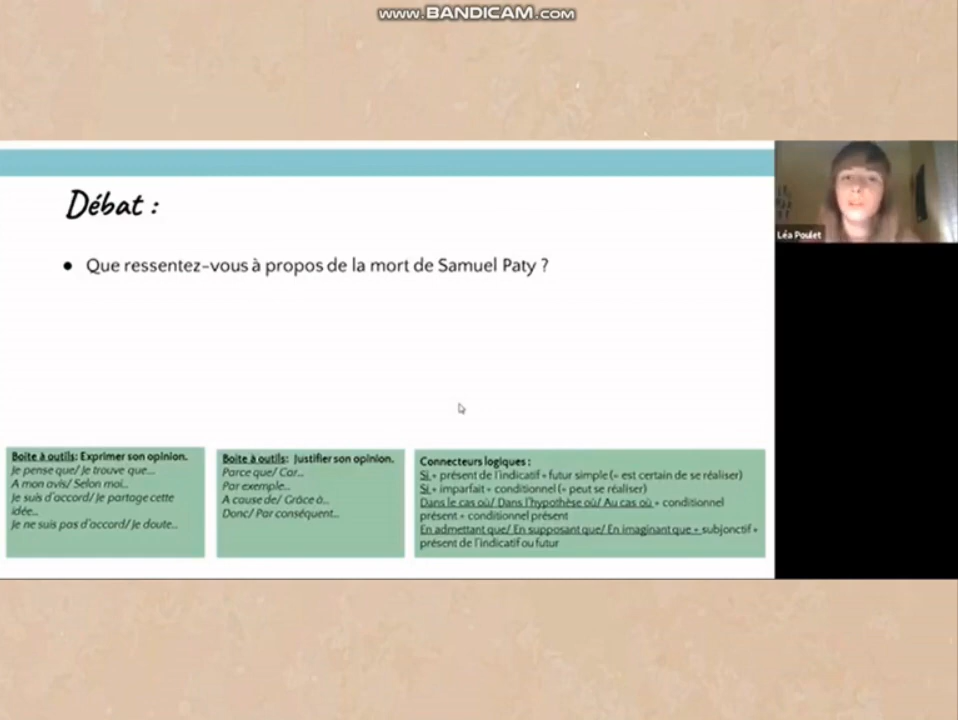 www.BANDICAM.com
Débat :
Léa Poulet
● Que ressentez-vous à propos de la mort de Samuel Paty ?
Boite à outils: Exprimer son opinion.
Je pense que/ Je trouve que...
A mon avis/ Selon moi...
Je suis d'accord/ Je partage cette
idée...
Je ne suis pas d'accord/ Je doute...
Boite à outils: Justifier son opinion.
Parce que/ Car...
Par exemple...
A cause de/ Grâce à...
Donc/ Par conséquent...
Connecteurs logiques :
Si + présent de l'indicatif + futur simple (= est certain de se réaliser)
Si + imparfait + conditionnel (= peut se réaliser)
Dans le cas où/ Dans l'hypothèse où/ Au cas où + conditionnel
présent + conditionnel présent
En admettant que/ En supposant que/ En imaginant que + subjonctif +
présent de l'indicatif ou futur